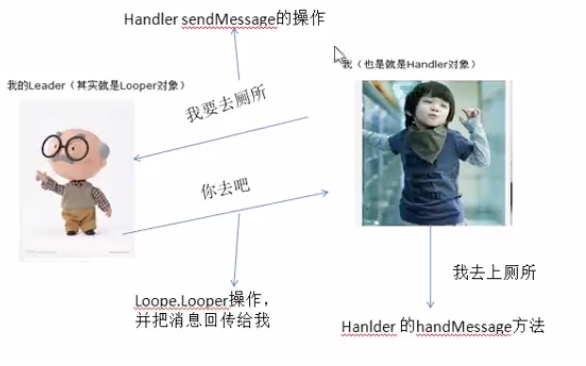 Handler sendMessage的操作
我（也是就是Handler对象）
我的Leader（其实就是Looper对象）
我要去厕所
你去吧
我去上厕所
Loope.Looper操作，
并把消息回传给我
Hanlder 的handMessage方法